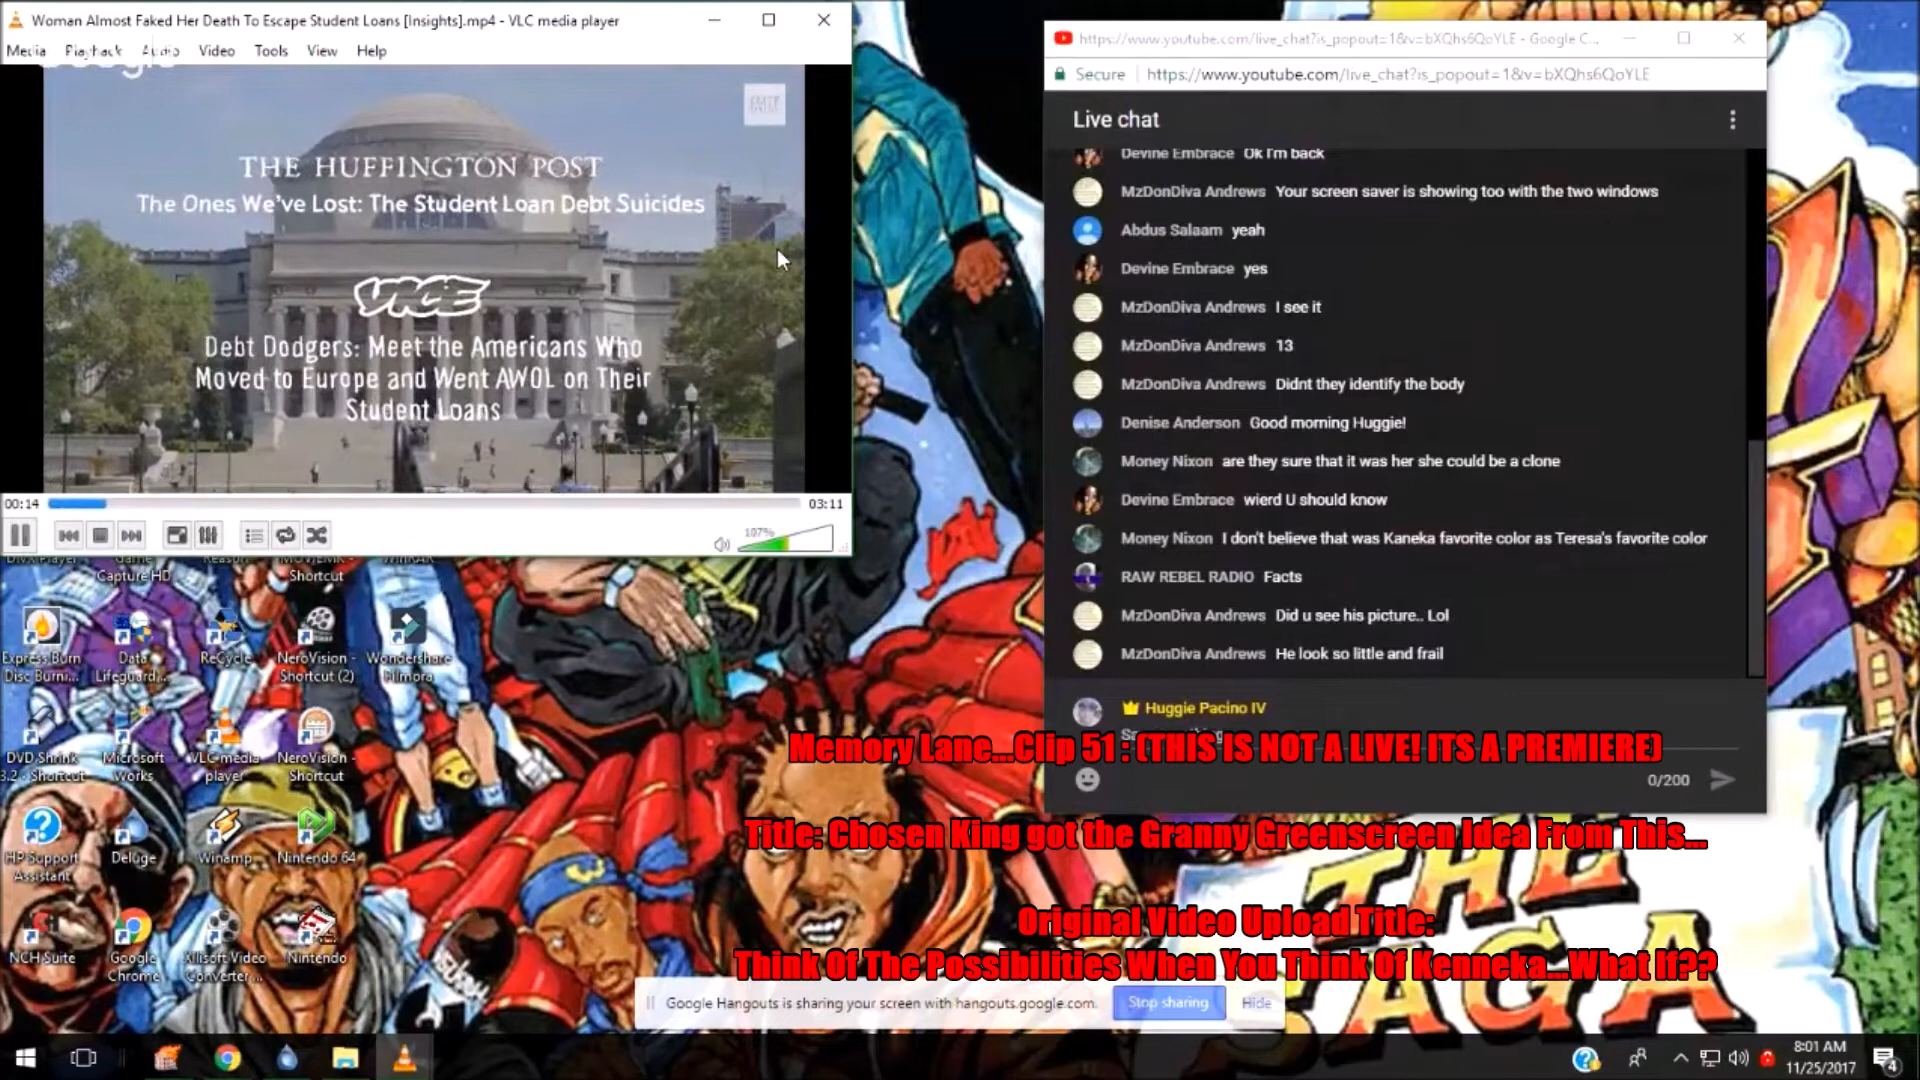 Woman Almost Faked Her Death To Escape Student Loans [Insights].mp4 - VLC media player
Media Playback Audio Video Tools View Help
Google
THE HUFFINGTON POST
The Ones We've Lost: The Student Loan Debt Suicides
VICE
Debt Dodgers: Meet the Americans Who
Moved to Europe and Went AWOL on Their
Student Loans
00:14
03:11
107%
https://www.youtube.com/live_chat?is_popout=1&v=bXQhs6QoYLE - Google C...
Secure https://www.youtube.com/live_chat?is_popout=1&v=bXQhs6QoYLE
Live chat
Devine Embrace Ok I'm back
MzDonDiva Andrews Your screen saver is showing too with the two windows
Abdus Salaam yeah
Devine Embrace yes
MzDonDiva Andrews I see it
MzDonDiva Andrews 13
MzDonDiva Andrews Didnt they identify the body
Denise Anderson Good morning Huggie!
Money Nixon are they sure that it was her she could be a clone
Devine Embrace wierd U should know
Money Nixon I don't believe that was Kaneka favorite color as Teresa's favorite color
RAW REBEL RADIO Facts
MzDonDiva Andrews Did u see his picture.. Lol
MzDonDiva Andrews He look so little and frail
Huggie Pacino IV
0/200
Memory Lane...Clip 51 : (THIS IS NOT A LIVE! ITS A PREMIERE)
Title: Chosen King got the Granny Greenscreen Idea From This...
Original Video Upload Title:
Think Of The Possibilities When You Think Of Kenneka...What If??
Capture HD
Shortcut
Express Burn
Disc Burni...
Data
Lifeguard...
ReCycle
NeroVision -
Shortcut (2)
Wondershare
Filmora
DVD Shrink
3.2 - Shortcut
Microsoft
Works
VLC media
player
NeroVision -
Shortcut
HP Support
Assistant
Deluge
Winamp
Nintendo 64
NCH Suite
Google
Chrome
Xilisoft Video
Converter ...
Nintendo
THE
SAGA
Google Hangouts is sharing your screen with hangouts.google.com.
Stop sharing
Hide
8:01 AM
11/25/2017
4